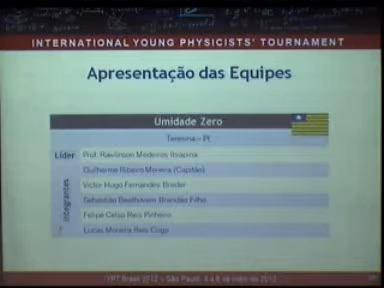 INTERNATIONAL YOUNG PHYSICISTS' TOURNAMENT
Apresentação das Equipes
Umidade Zero
Teresina – PI
Líder
Prof. Rawlinson Medeiros Ibiapina
Integrantes
Guilherme Ribeiro Moreira (Capitão)
Victor Hugo Fernandes Breder
Sebastião Beethoven Brandão Filho
Felipe Celso Reis Pinheiro
Lucas Moreira Reis Cogo
IYPT Brasil 2012 – São Paulo, 4 a 6 de maio de 2012